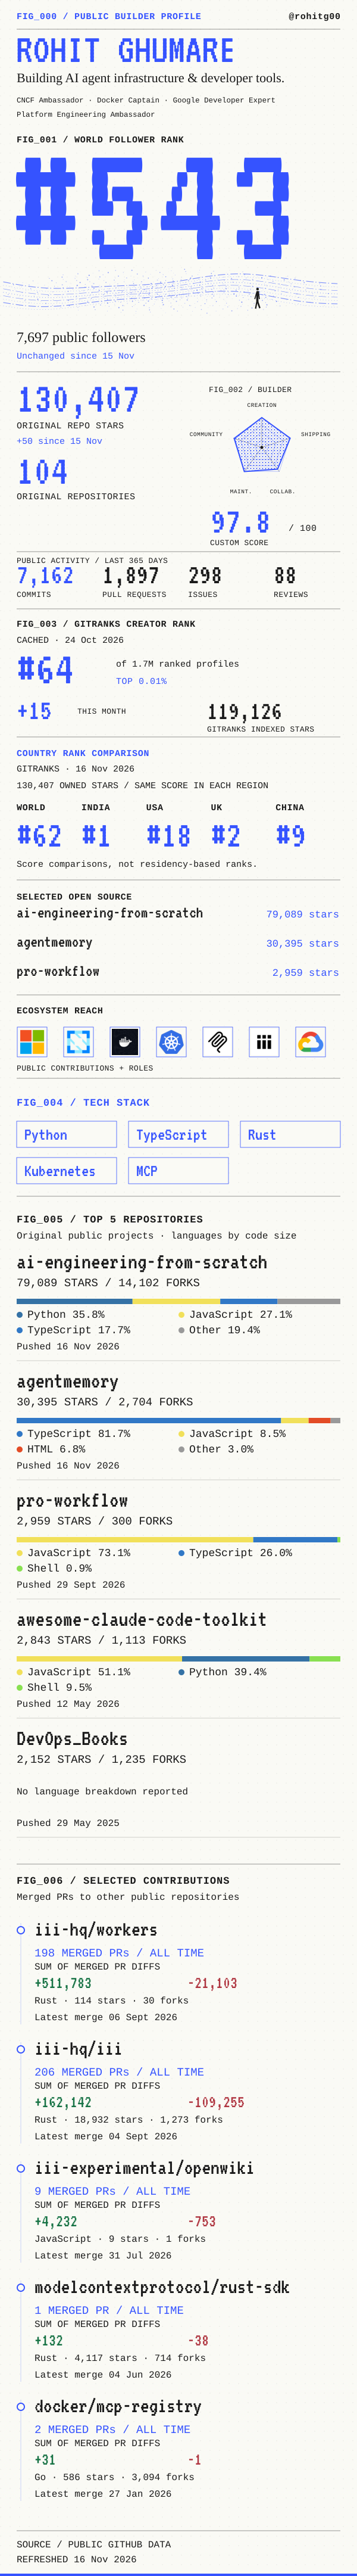 FIG_000 / PUBLIC BUILDER PROFILE @rohitg00
ROHIT GHUMARE
Building AI agent infrastructure & developer tools.
CNCF Ambassador · Docker Captain · Google Developer Expert
Platform Engineering Ambassador
FIG_001 / WORLD FOLLOWER RANK
#543
7,697 public followers
Unchanged since 15 Nov
130,407
ORIGINAL REPO STARS
+50 since 15 Nov
104
ORIGINAL REPOSITORIES
FIG_002 / BUILDER
CREATION
COMMUNITY
SHIPPING
MAINT.
COLLAB.
97.8 / 100
CUSTOM SCORE
PUBLIC ACTIVITY / LAST 365 DAYS
7,162 1,897 298 88
COMMITS PULL REQUESTS ISSUES REVIEWS
FIG_003 / GITRANKS CREATOR RANK
CACHED · 24 Oct 2026
#64
of 1.7M ranked profiles
TOP 0.01%
+15 THIS MONTH
119,126
GITRANKS INDEXED STARS
COUNTRY RANK COMPARISON
GITRANKS · 16 Nov 2026
130,407 OWNED STARS / SAME SCORE IN EACH REGION
WORLD INDIA USA UK CHINA
#62 #1 #18 #2 #9
Score comparisons, not residency-based ranks.
SELECTED OPEN SOURCE
ai-engineering-from-scratch 79,089 stars
agentmemory 30,395 stars
pro-workflow 2,959 stars
ECOSYSTEM REACH
iii
PUBLIC CONTRIBUTIONS + ROLES
FIG_004 / TECH STACK
Python TypeScript Rust
Kubernetes MCP
FIG_005 / TOP 5 REPOSITORIES
Original public projects · languages by code size
ai-engineering-from-scratch
79,089 STARS / 14,102 FORKS
Python 35.8% JavaScript 27.1%
TypeScript 17.7% Other 19.4%
Pushed 16 Nov 2026
agentmemory
30,395 STARS / 2,704 FORKS
TypeScript 81.7% JavaScript 8.5%
HTML 6.8% Other 3.0%
Pushed 16 Nov 2026
pro-workflow
2,959 STARS / 300 FORKS
JavaScript 73.1% TypeScript 26.0%
Shell 0.9%
Pushed 29 Sept 2026
awesome-claude-code-toolkit
2,843 STARS / 1,113 FORKS
JavaScript 51.1% Python 39.4%
Shell 9.5%
Pushed 12 May 2026
DevOps_Books
2,152 STARS / 1,235 FORKS
No language breakdown reported
Pushed 29 May 2025
FIG_006 / SELECTED CONTRIBUTIONS
Merged PRs to other public repositories
iii-hq/workers
198 MERGED PRs / ALL TIME
SUM OF MERGED PR DIFFS
+511,783 -21,103
Rust · 114 stars · 30 forks
Latest merge 06 Sept 2026
iii-hq/iii
206 MERGED PRs / ALL TIME
SUM OF MERGED PR DIFFS
+162,142 -109,255
Rust · 18,932 stars · 1,273 forks
Latest merge 04 Sept 2026
iii-experimental/openwiki
9 MERGED PRs / ALL TIME
SUM OF MERGED PR DIFFS
+4,232 -753
JavaScript · 9 stars · 1 forks
Latest merge 31 Jul 2026
modelcontextprotocol/rust-sdk
1 MERGED PR / ALL TIME
SUM OF MERGED PR DIFFS
+132 -38
Rust · 4,117 stars · 714 forks
Latest merge 04 Jun 2026
docker/mcp-registry
2 MERGED PRs / ALL TIME
SUM OF MERGED PR DIFFS
+31 -1
Go · 586 stars · 3,094 forks
Latest merge 27 Jan 2026
SOURCE / PUBLIC GITHUB DATA
REFRESHED 16 Nov 2026